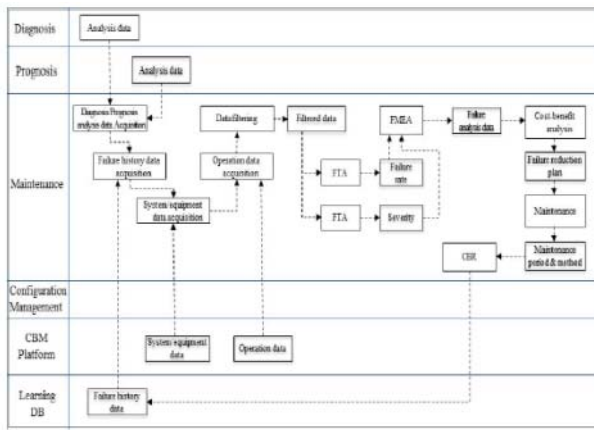 Diagnosis
Analysis data
Prognosis
Analysis data
Maintenance
Diagnosis/Prognosis
analysis data Acquisition
Failure history data
acquisition
System/equipment
data acquisition
Data filtering
Operation data
acquisition
Filtered data
FTA
FTA
FMEA
Failure
rate
Severity
Failure
analysis data
Cost-benefit
analysis
Failure reduction
plan
Maintenance
Maintenance
period & method
CBR
Configuration
Management
CBM
Platform
System/equipment
data
Operation data
Learning
DB
Failure history
data